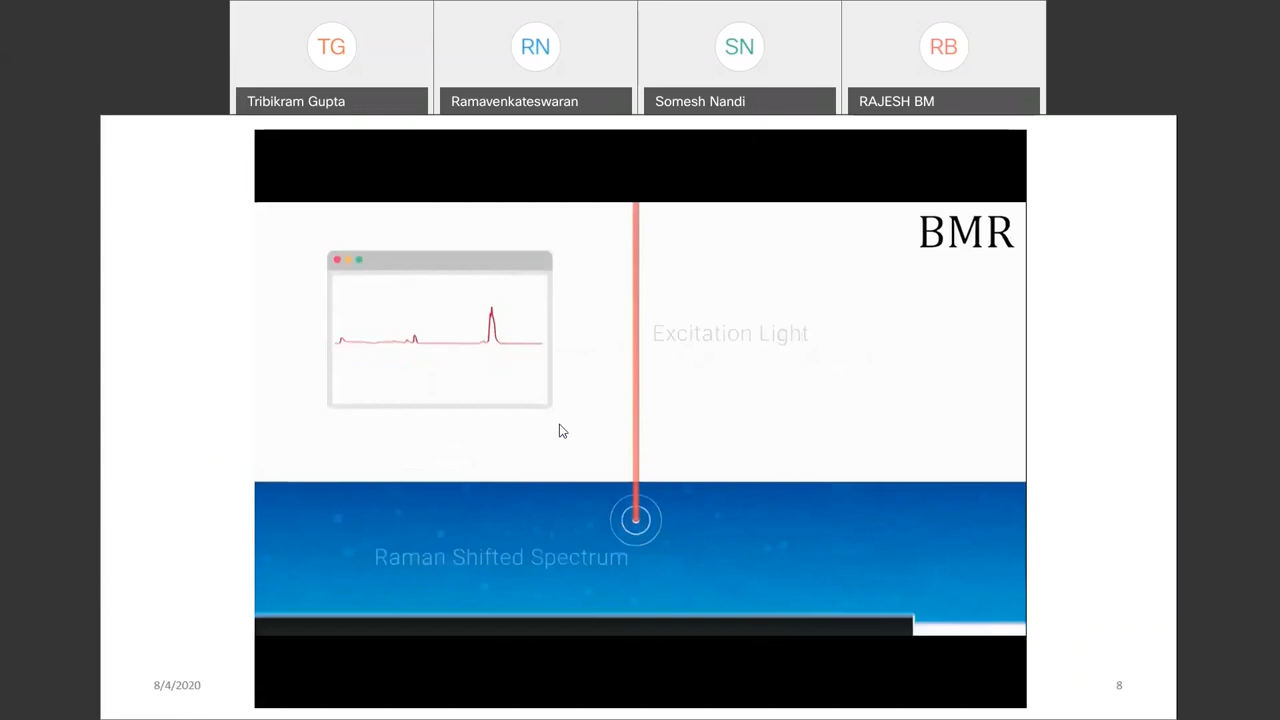 TG
RN
SN
RB
Tribikram Gupta
Ramavenkateswaran
Somesh Nandi
RAJESH BM
BMR
Excitation Light
Raman Shifted Spectrum
8/4/2020
8